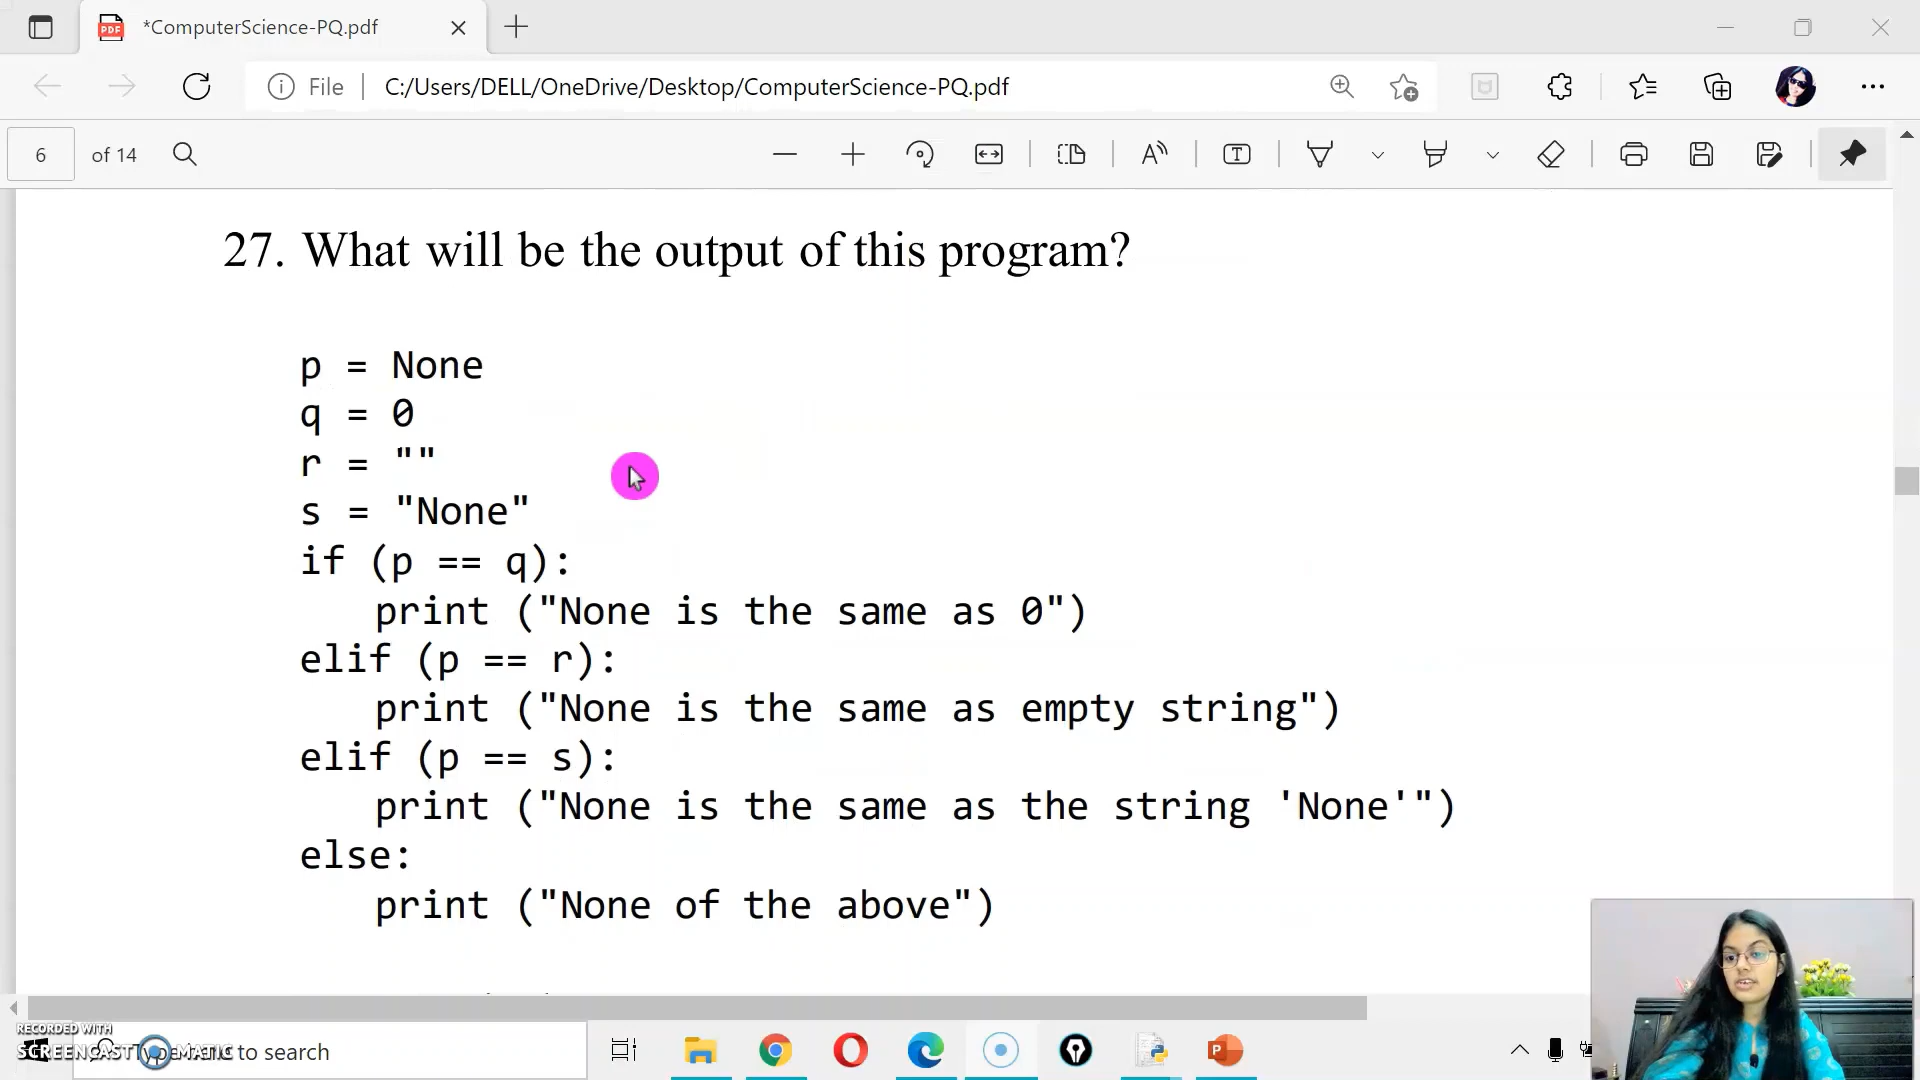 *ComputerScience-PQ.pdf
File
C:/Users/DELL/OneDrive/Desktop/ComputerScience-PQ.pdf
6 of 14
27. What will be the output of this program?
p = None
q = 0
r = ""
s = "None"
if (p == q):
print ("None is the same as 0")
elif (p == r):
print ("None is the same as empty string")
elif (p == s):
print ("None is the same as the string 'None'")
else:
print ("None of the above")
RECORDED WITH
SCREENCAST MATIC
to search